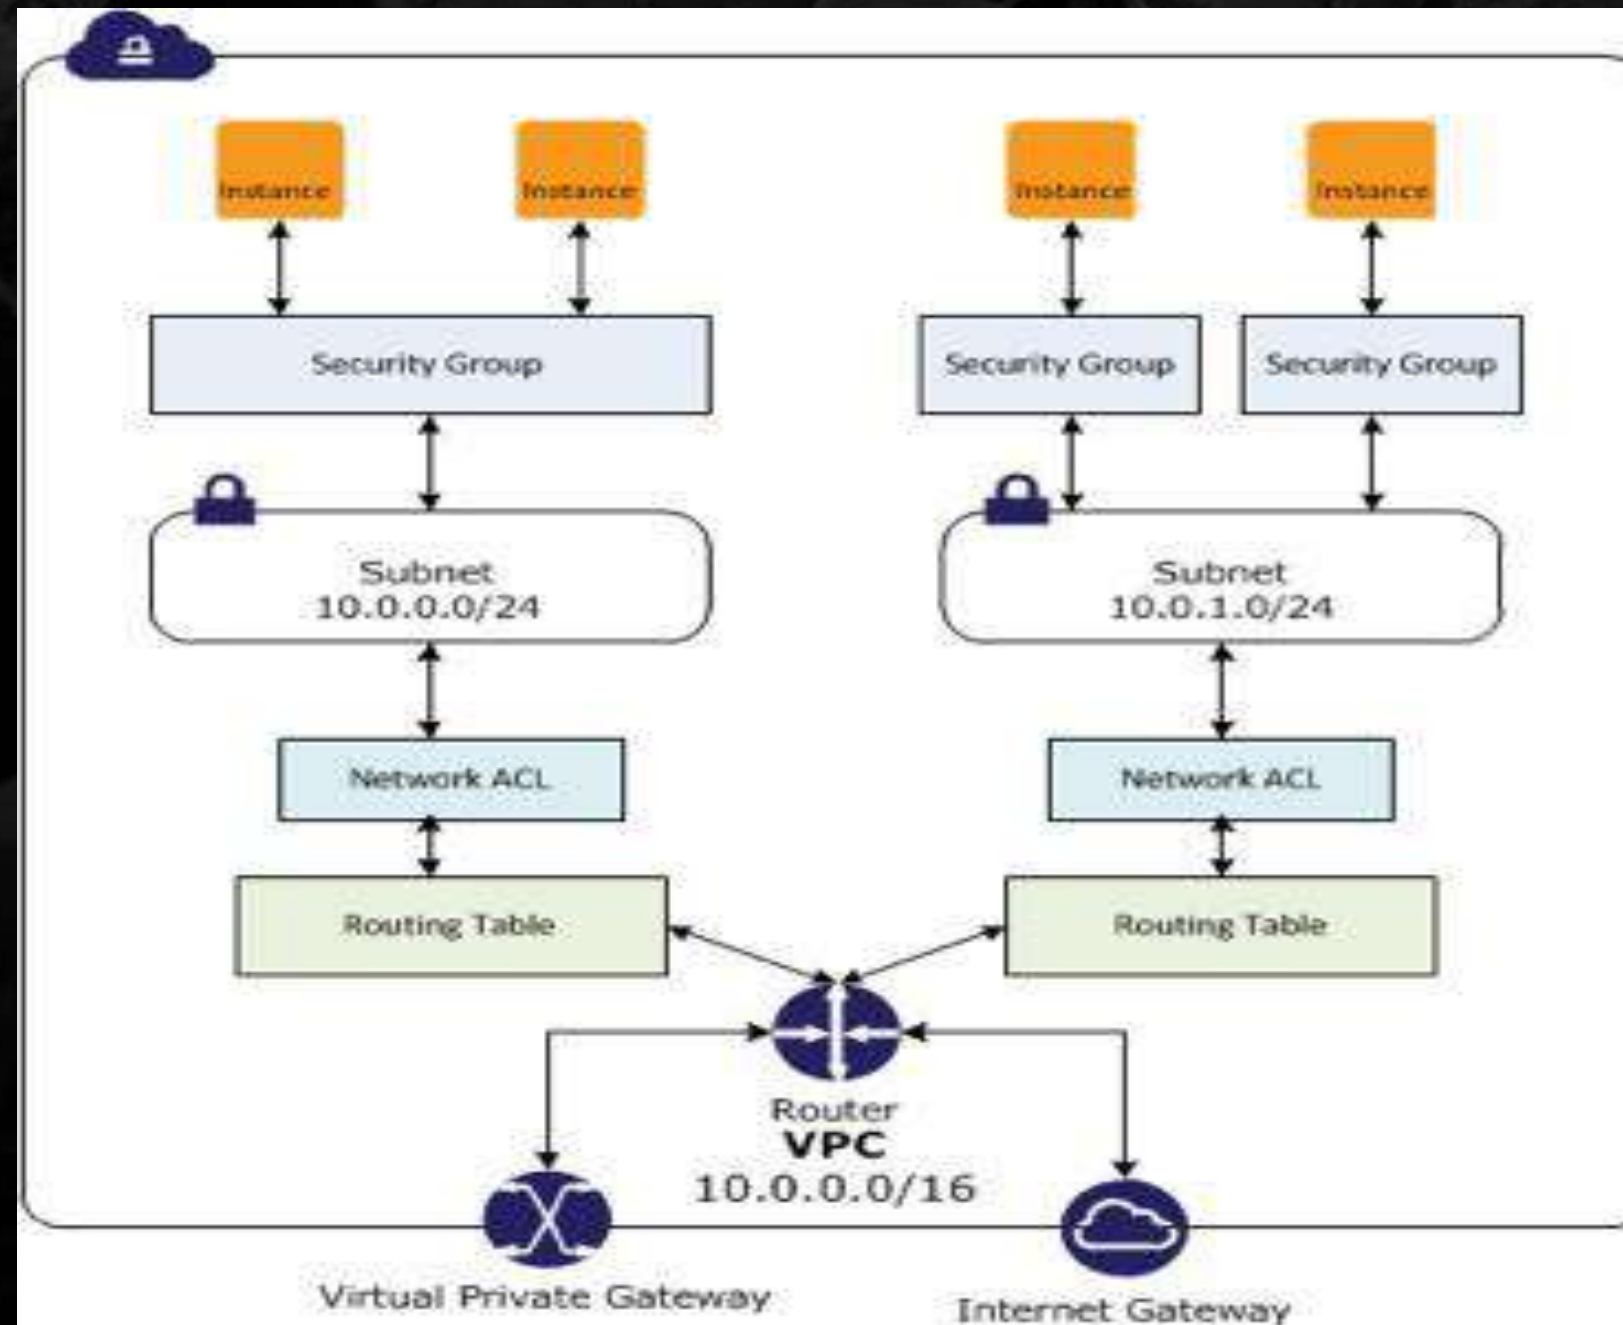 Instance
Instance
Instance
Instance
Security Group
Security Group
Security Group
Subnet
10.0.0.0/24
Subnet
10.0.1.0/24
Network ACL
Network ACL
Routing Table
Routing Table
Router
VPC
10.0.0.0/16
Virtual Private Gateway
Internet Gateway